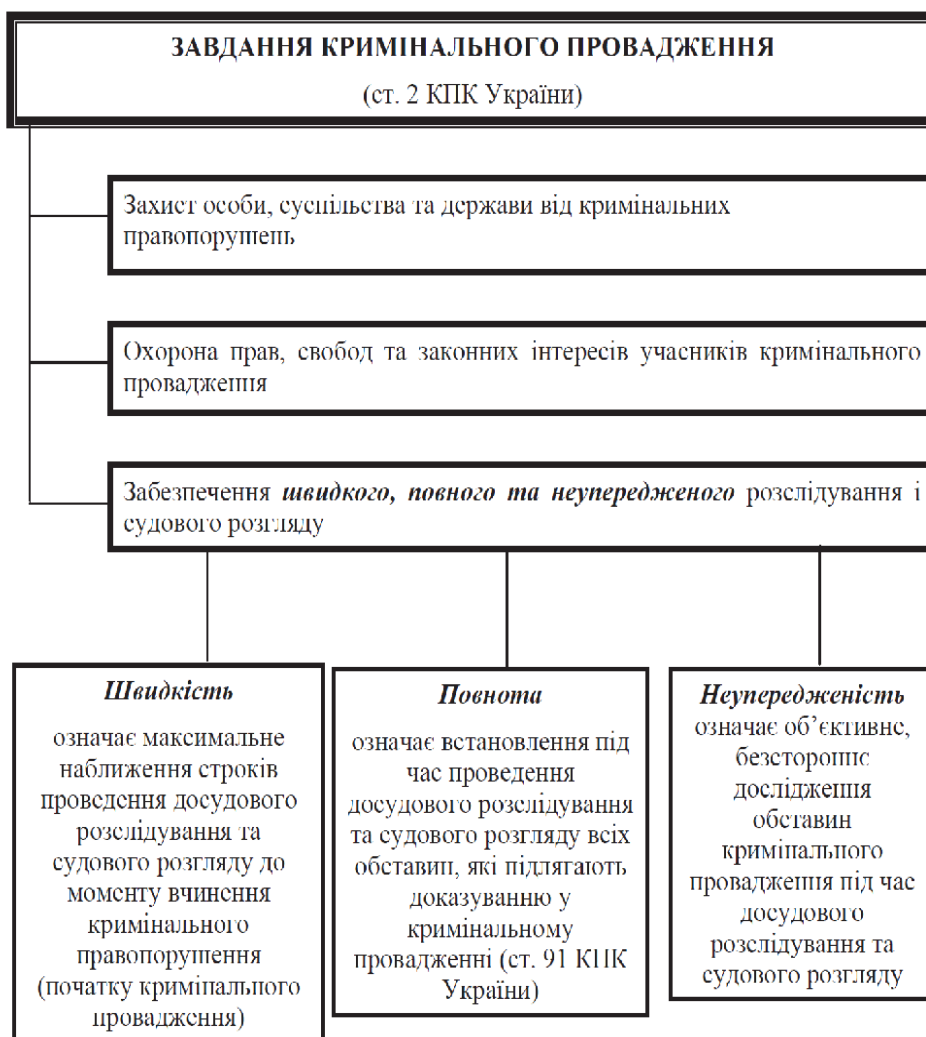 ЗАВДАННЯ КРИМІНАЛЬНОГО ПРОВАДЖЕННЯ
(ст. 2 КПК України)
Захист особи, суспільства та держави від кримінальних
правопорушень
Охорона прав, свобод та законних інтересів учасників кримінального
провадження
Забезпечення швидкого, повного та неупередженого розслідування і
судового розгляду
Швидкість
означає максимальне
наближення строків
проведення досудового
розслідування та
судового розгляду до
моменту вчинення
кримінального
правопорушення
(початку кримінального
провадження)
Повнота
означає встановлення під
час проведення
досудового розслідування
та судового розгляду всіх
обставин, які підлягають
доказуванню у
кримінальному
провадженні (ст. 91 КПК
України)
Неупередженість
означає об’єктивне,
безстороннє
дослідження
обставин
кримінального
провадження під час
досудового
розслідування та
судового розгляду